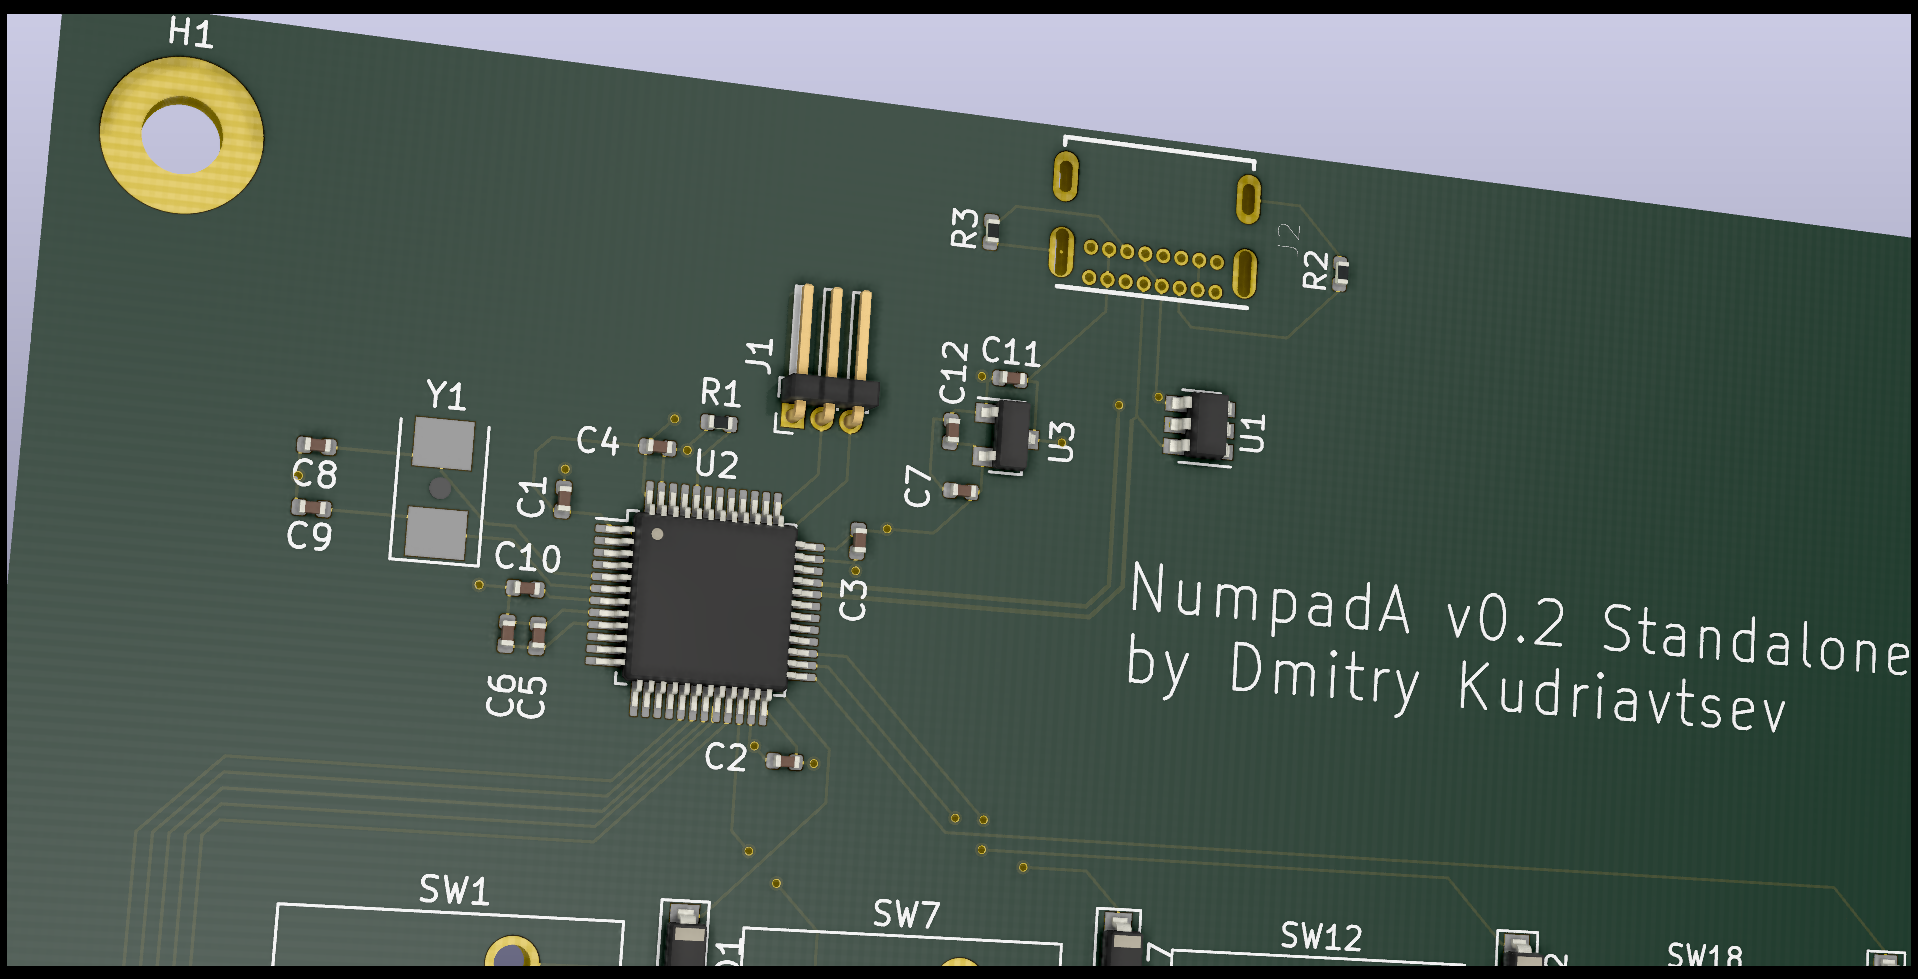 H1
R3
J2
R2
J1
C12
C11
Y1
R1
U3
U1
C4
U2
C8
C7
C1
C9
C10
C3
NumpadA v0.2 Standalone
by Dmitry Kudriavtsev
C6
C5
C2
SW1
SW7
SW12
SW18